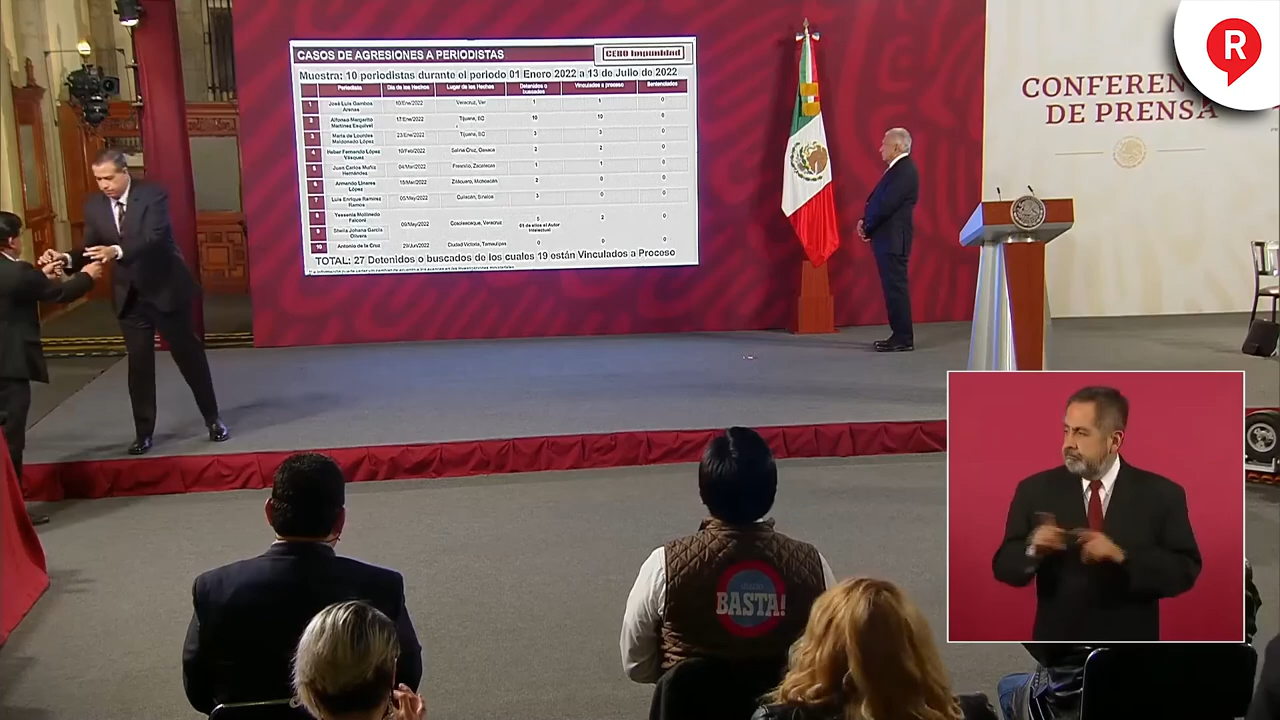 CASOS DE AGRESIONES A PERIODISTAS
CERO Impunidad
Muestra: 10 periodistas durante el periodo 01 Enero 2022 a 13 de Julio de 2022
Periodista Dia de los Hechos Lugar de los Hechos Detenidos o buscados Vinculados a proceso Sentenciados
1 José Luis Gamboa Arenas 10/Ene/2022 Veracruz, Ver 1 1 0
2 Alfonso Margarito Martínez Esquivel 17/Ene/2022 Tijuana, BC 10 10 0
3 María de Lourdes Maldonado López 23/Ene/2022 Tijuana, BC 3 3 0
4 Heber Fernando López Vásquez 10/Feb/2022 Salina Cruz, Oaxaca 2 2 0
5 Juan Carlos Muñiz Hernández 04/Mar/2022 Fresnillo, Zacatecas 1 1 0
6 Armando Linares López 15/Mar/2022 Zitácuaro, Michoacán 2 0 0
7 Luis Enrique Ramírez Ramos 05/May/2022 Culiacán, Sinaloa 3 0 0
8 Yessenia Mollinedo Falconi
9 Sheila Johana García Olivera 09/May/2022 Cosoleacaque, Veracruz 5 01 de ellos el Autor Intelectual 2 0
10 Antonio de la Cruz 29/Jun/2022 Ciudad Victoria, Tamaulipas 0 0 0
TOTAL: 27 Detenidos o buscados de los cuales 19 están Vinculados a Proceso
R
CONFEREN
DE PRENSA
BASTA!